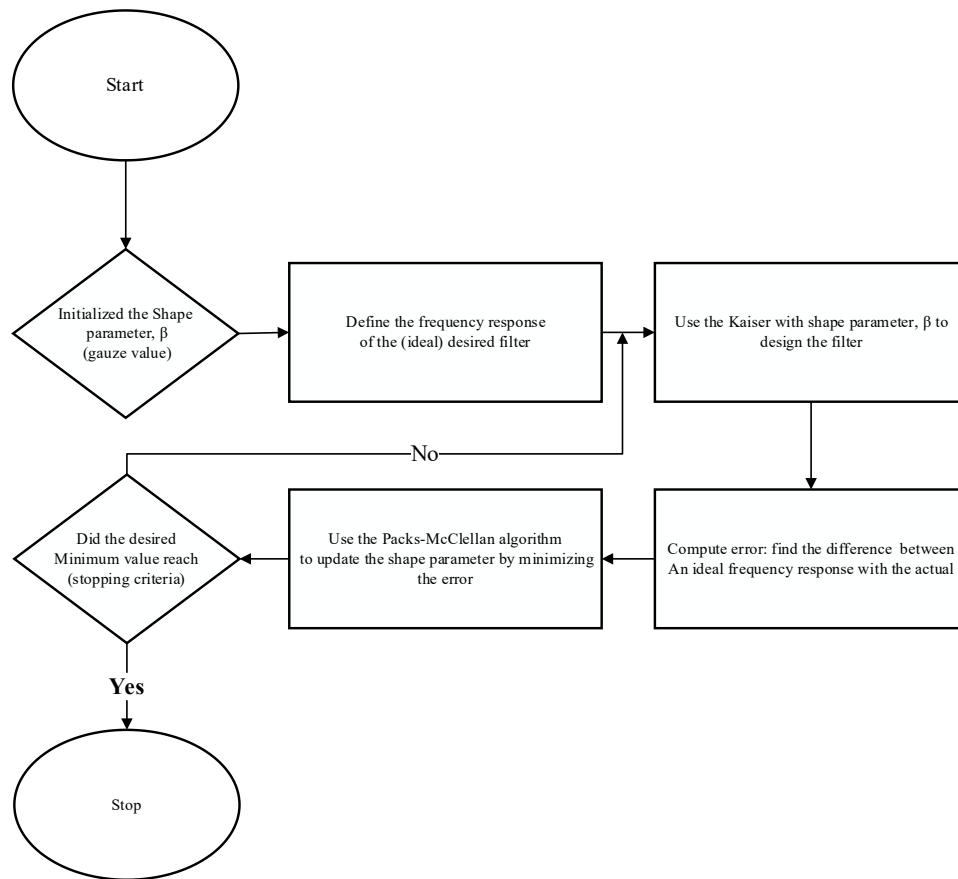 Start
Initialized the Shape
parameter, β
(gauze value)
Define the frequency response
of the (ideal) desired filter
Use the Kaiser with shape parameter, β to
design the filter
No
Did the desired
Minimum value reach
(stopping criteria)
Use the Packs-McClellan algorithm
to update the shape parameter by minimizing
the error
Compute error: find the difference between
An ideal frequency response with the actual
Yes
Stop